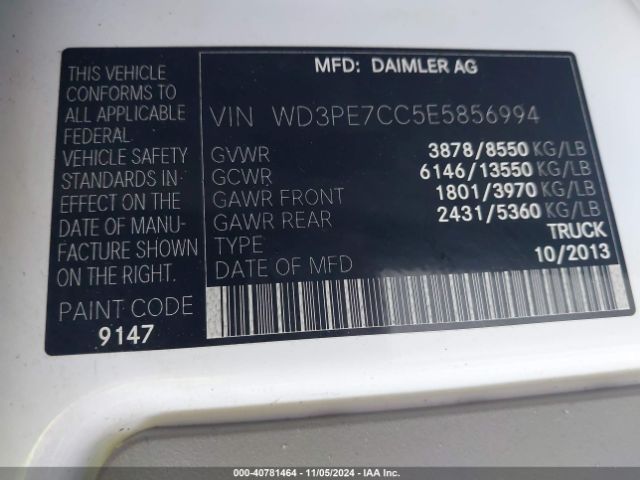 MFD: DAIMLER AG
THIS VEHICLE
CONFORMS TO
ALL APPLICABLE
FEDERAL
VEHICLE SAFETY
STANDARDS IN
EFFECT ON THE
DATE OF MANU-
FACTURE SHOWN
ON THE RIGHT.
PAINT CODE
9147
VIN WD3PE7CC5E5856994
GVWR 3878/8550 KG/LB
GCWR 6146/13550 KG/LB
GAWR FRONT 1801/3970 KG/LB
GAWR REAR 2431/5360 KG/LB
TYPE TRUCK
DATE OF MFD 10/2013
000-40781464 - 11/05/2024 - IAA Inc.